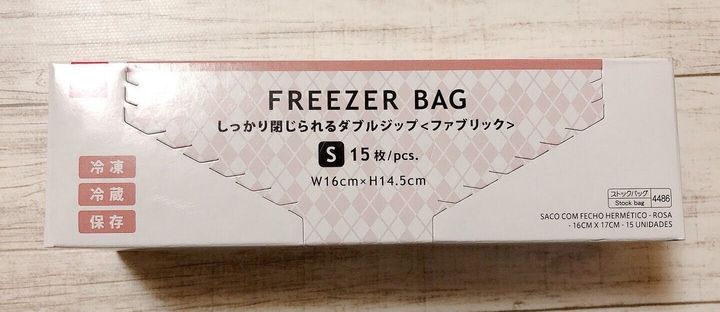 FREEZER BAG
しっかり閉じられるダブルジップ<ファブリック>
S 15枚/pcs.
W16cm×H14.5cm
冷凍
冷蔵
保存
ストックバッグ
Stock bag
4486
SACO COM FECHO HERMÉTICO - ROSA
- 16CM X 17CM - 15 UNIDADES